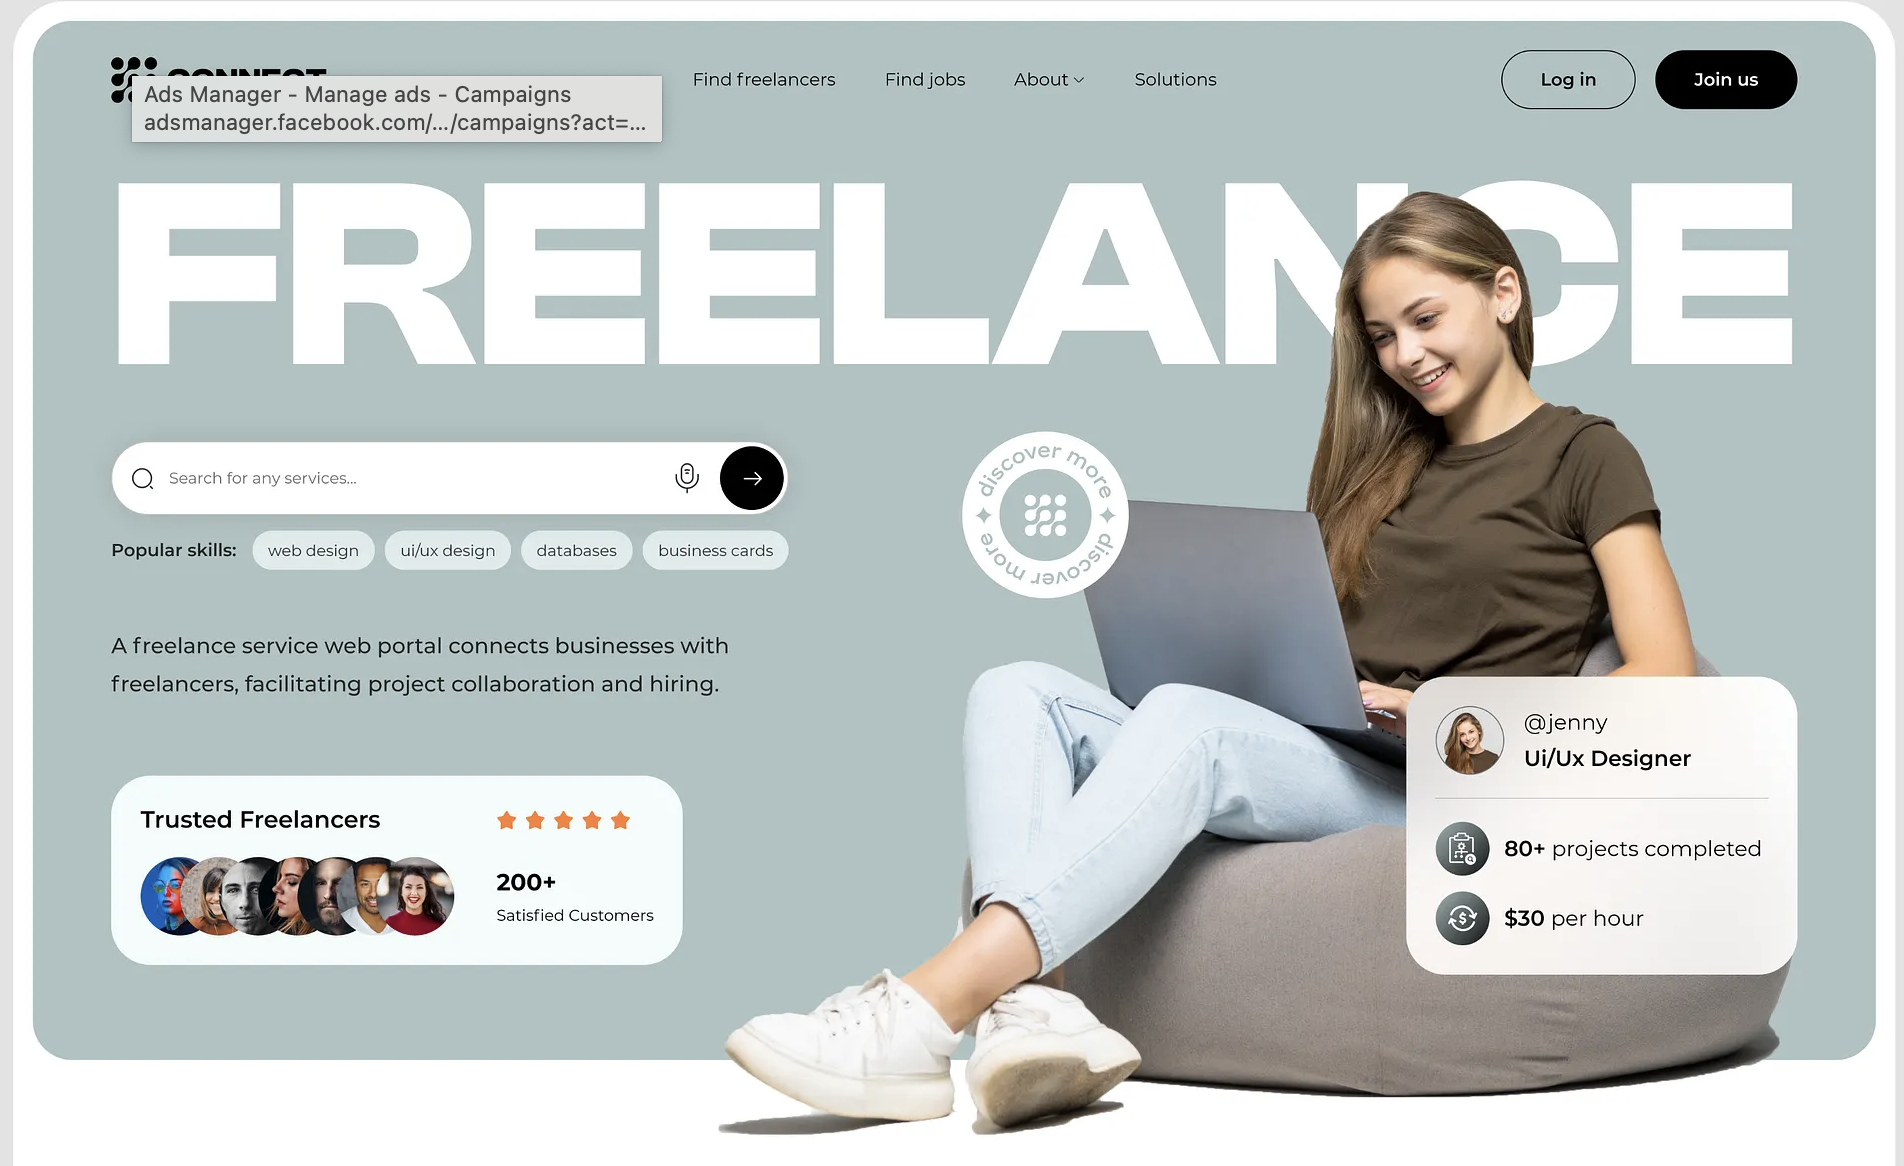 CONNECT
Ads Manager - Manage ads - Campaigns
adsmanager.facebook.com/.../campaigns?act=...
Find freelancers
Find jobs
About
Solutions
Log in
Join us
FREELANCE
Search for any services...
Popular skills:
web design
ui/ux design
databases
business cards
discover more
discover more
A freelance service web portal connects businesses with
freelancers, facilitating project collaboration and hiring.
Trusted Freelancers
200+
Satisfied Customers
@jenny
Ui/Ux Designer
80+ projects completed
$30 per hour